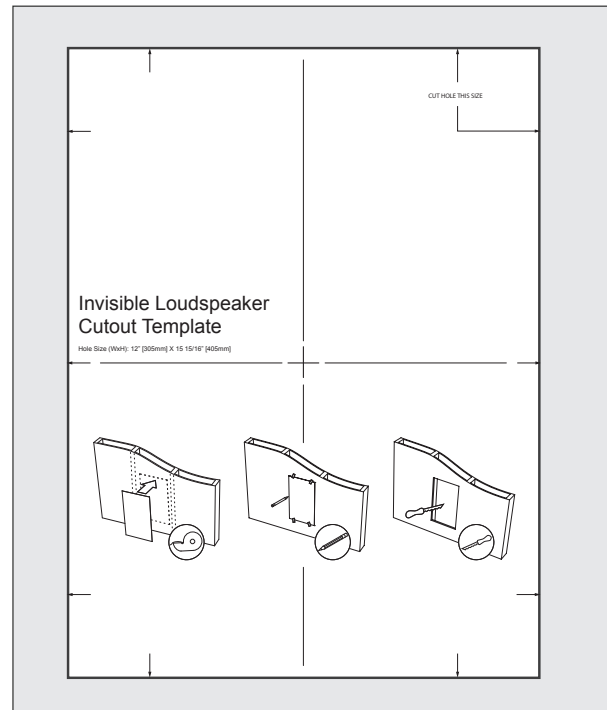 CUT HOLE THIS SIZE
Invisible Loudspeaker
Cutout Template
Hole Size (WxH): 12" [305mm] X 15 15/16" [405mm]